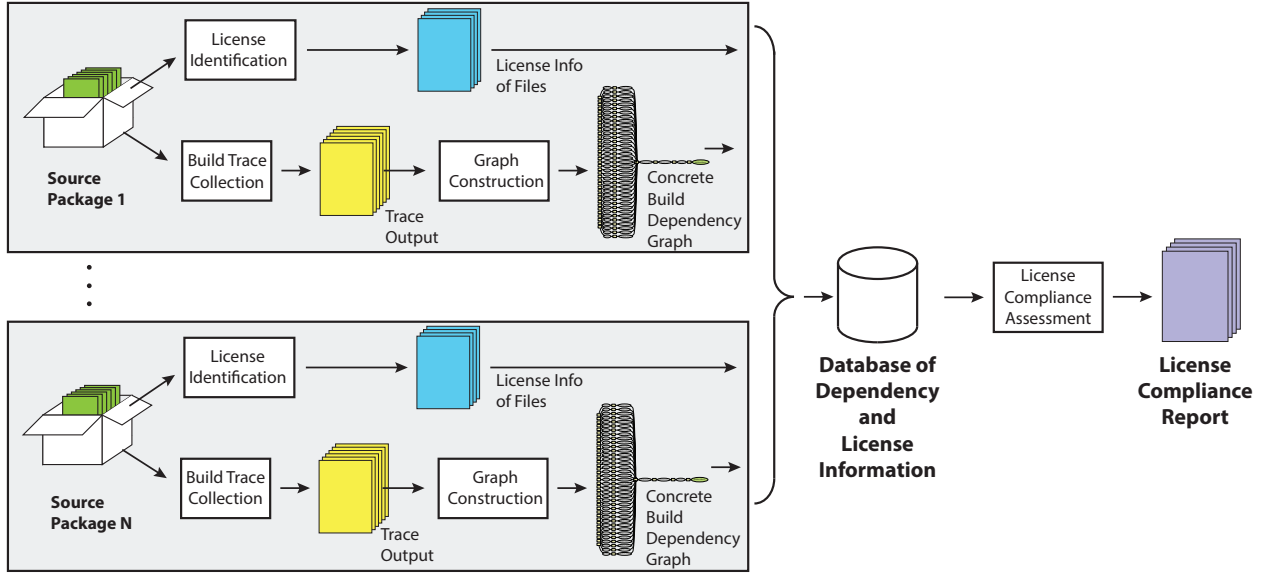 License
Identification
License Info
of Files
Source
Package 1
Build Trace
Collection
Trace
Output
Graph
Construction
Concrete
Build
Dependency
Graph
License
Identification
License Info
of Files
Source
Package N
Build Trace
Collection
Trace
Output
Graph
Construction
Concrete
Build
Dependency
Graph
Database of
Dependency
and
License
Information
License
Compliance
Assessment
License
Compliance
Report